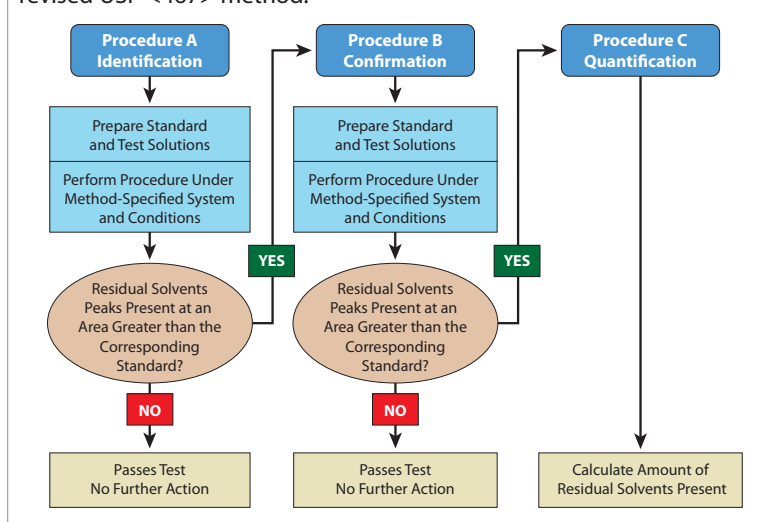 revised USP <467> method.
Procedure A
Identification
Prepare Standard
and Test Solutions
Perform Procedure Under
Method-Specified System
and Conditions
Residual Solvents
Peaks Present at an
Area Greater than the
Corresponding
Standard?
YES
NO
Passes Test
No Further Action
Procedure B
Confirmation
Prepare Standard
and Test Solutions
Perform Procedure Under
Method-Specified System
and Conditions
Residual Solvents
Peaks Present at an
Area Greater than the
Corresponding
Standard?
YES
NO
Passes Test
No Further Action
Procedure C
Quantification
Calculate Amount of
Residual Solvents Present